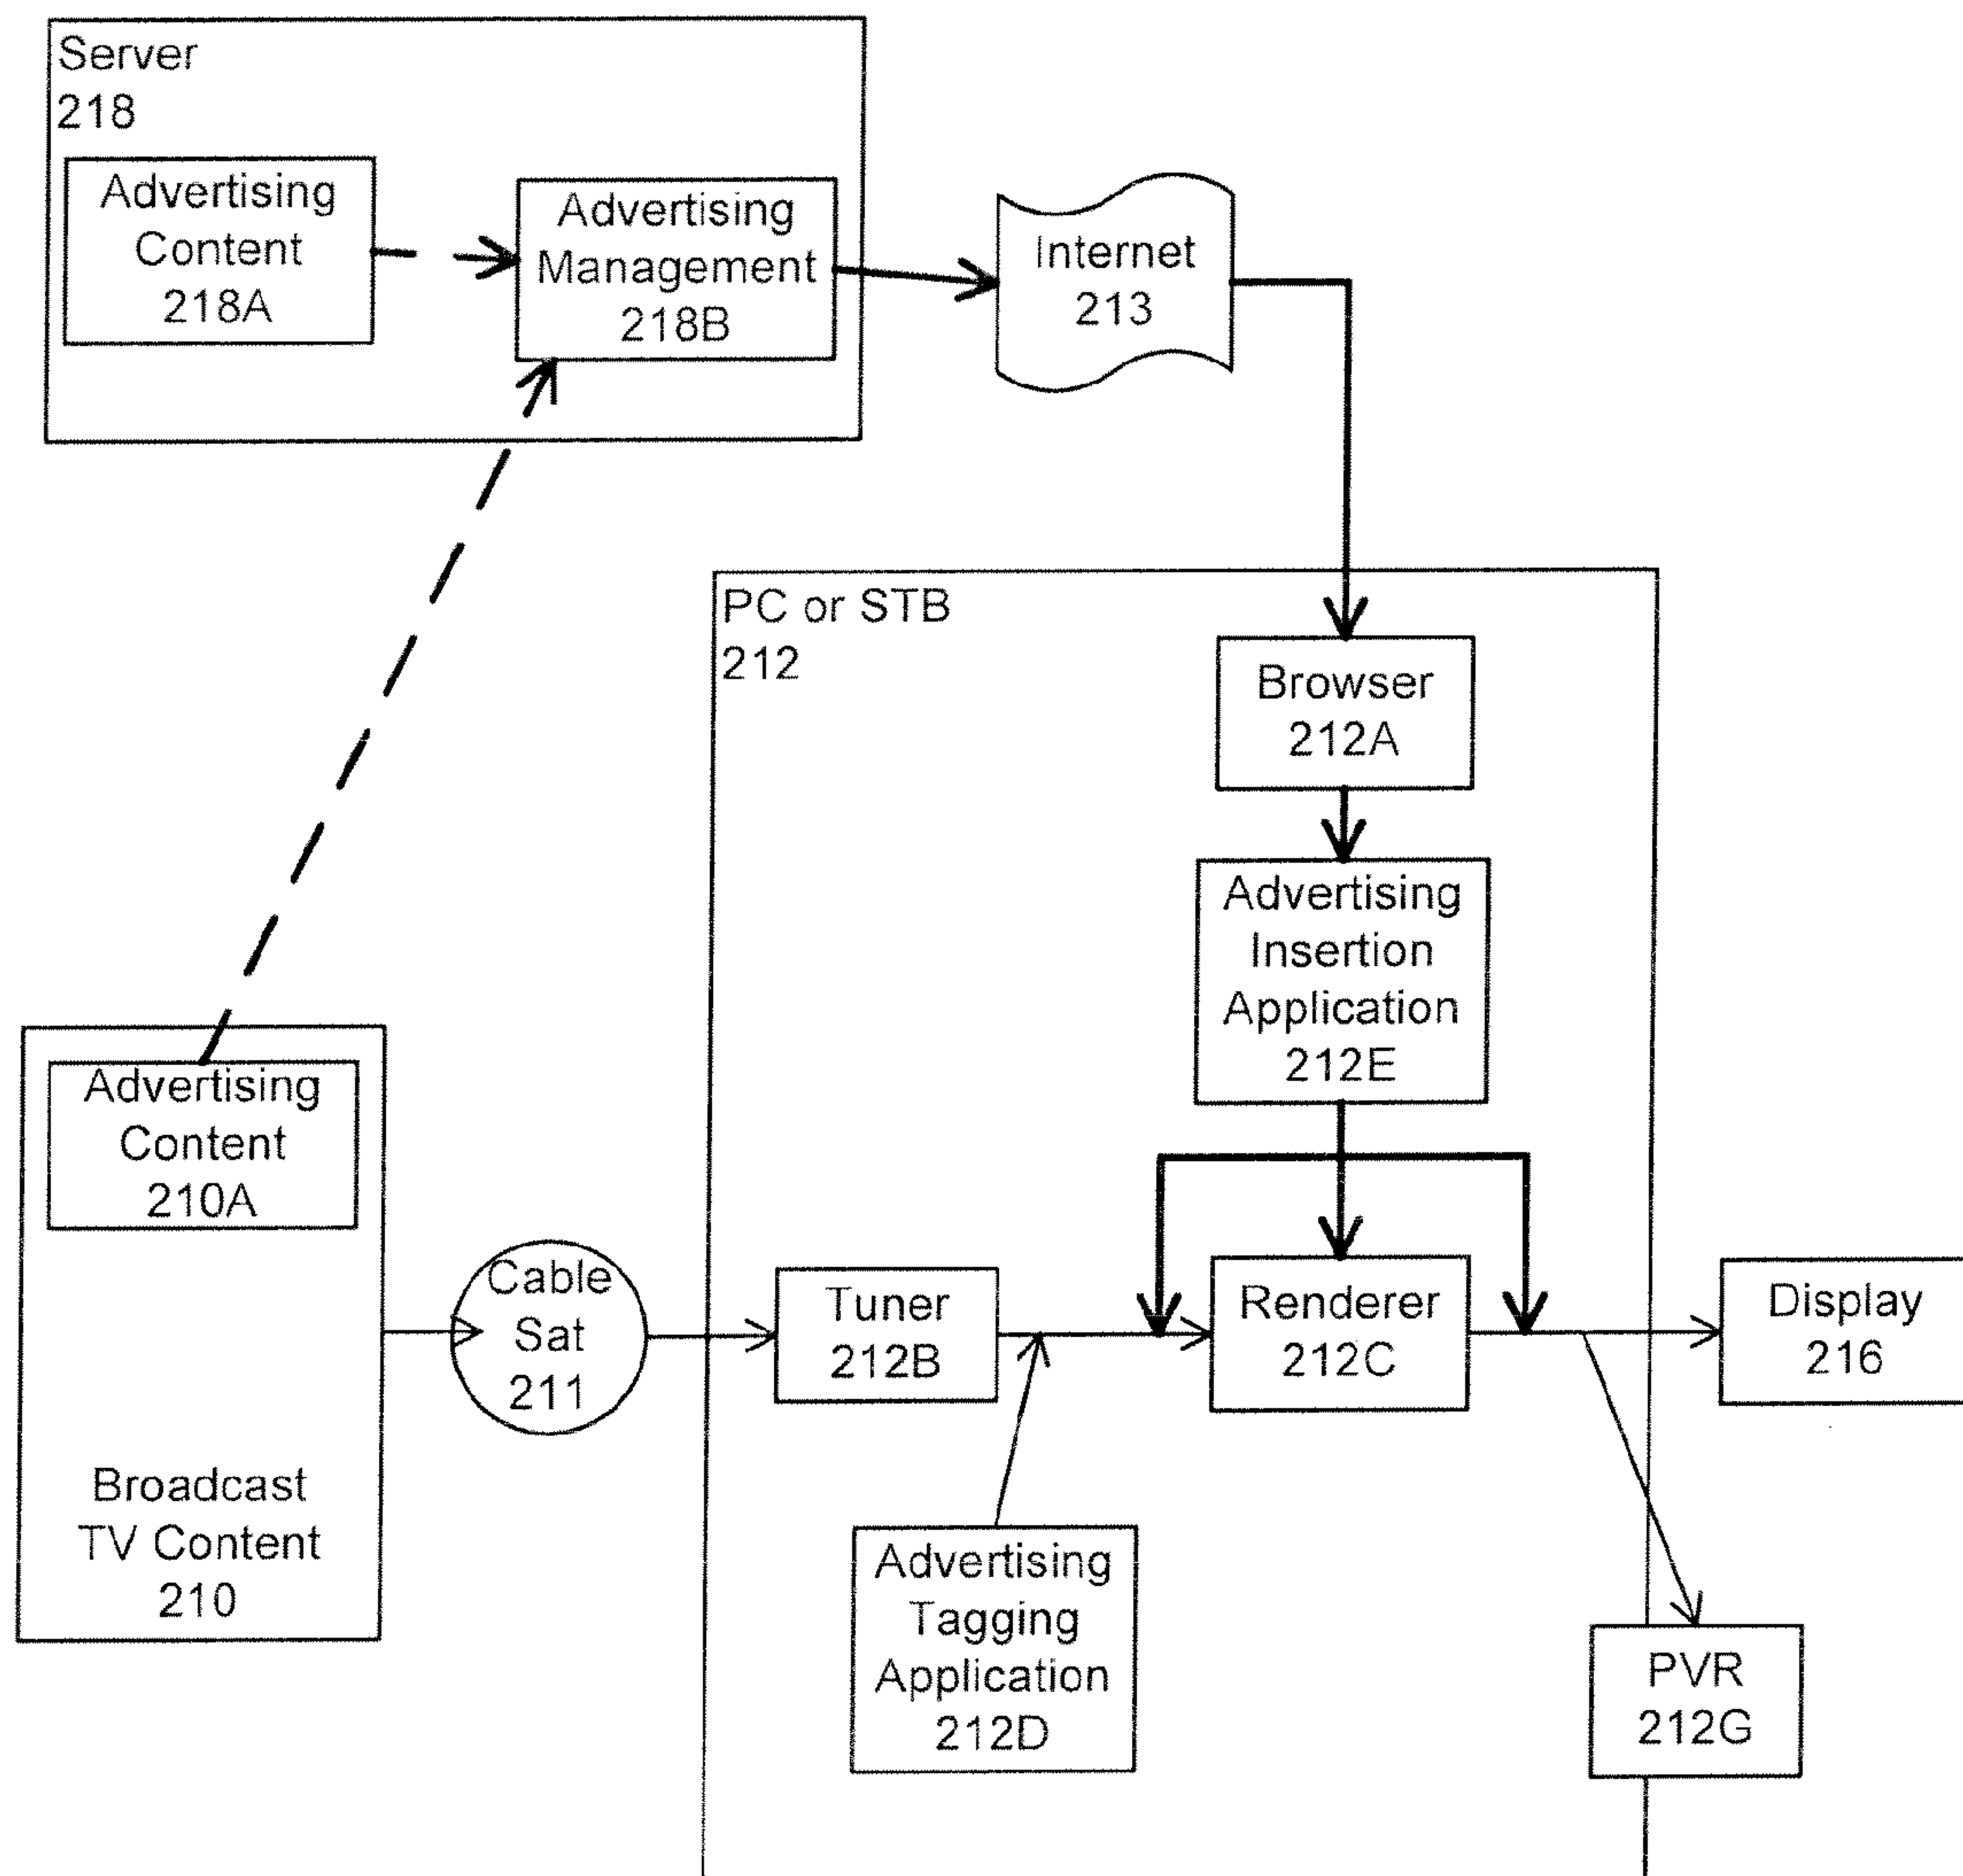 Server
218
Advertising
Content
218A
Advertising
Management
218B
Internet
213
PC or STB
212
Browser
212A
Advertising
Insertion
Application
212E
Advertising
Content
210A
Broadcast
TV Content
210
Cable
Sat
211
Tuner
212B
Renderer
212C
Display
216
Advertising
Tagging
Application
212D
PVR
212G